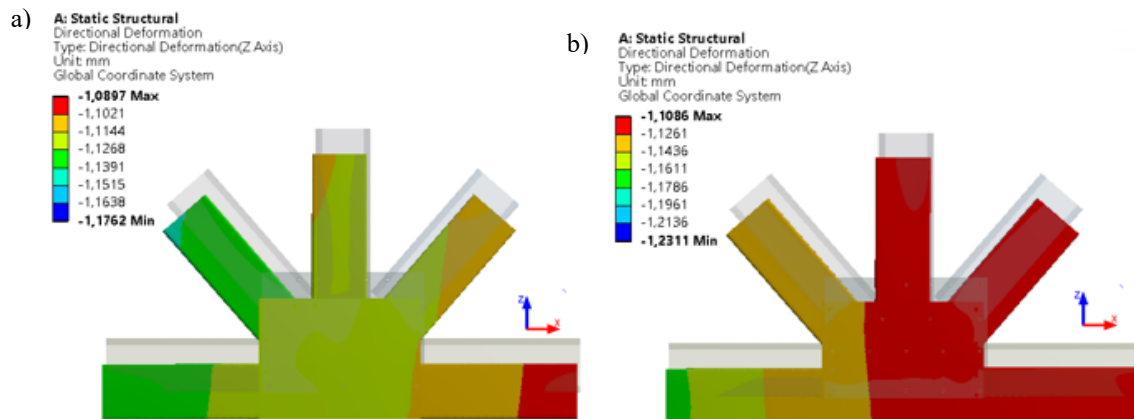 a)
A: Static Structural
Directional Deformation
Type: Directional Deformation(Z Axis)
Unit: mm
Global Coordinate System
-1,0897 Max
-1,1021
-1,1144
-1,1268
-1,1391
-1,1515
-1,1638
-1,1762 Min
Z
X
b)
A: Static Structural
Directional Deformation
Type: Directional Deformation(Z Axis)
Unit: mm
Global Coordinate System
-1,1086 Max
-1,1261
-1,1436
-1,1611
-1,1786
-1,1961
-1,2136
-1,2311 Min
Z
X